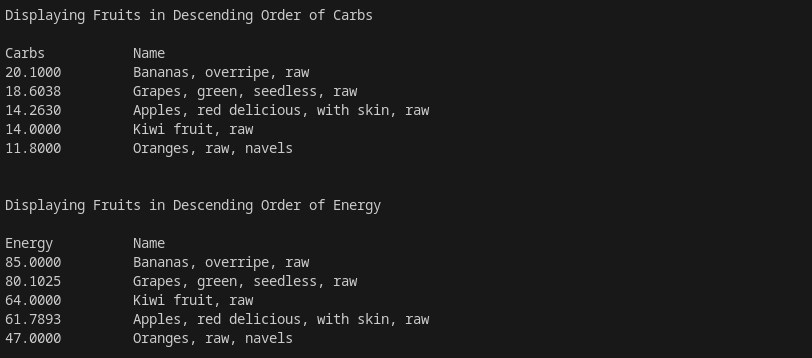 Displaying Fruits in Descending Order of Carbs
Carbs Name
20.1000 Bananas, overripe, raw
18.6038 Grapes, green, seedless, raw
14.2630 Apples, red delicious, with skin, raw
14.0000 Kiwi fruit, raw
11.8000 Oranges, raw, navels
Displaying Fruits in Descending Order of Energy
Energy Name
85.0000 Bananas, overripe, raw
80.1025 Grapes, green, seedless, raw
64.0000 Kiwi fruit, raw
61.7893 Apples, red delicious, with skin, raw
47.0000 Oranges, raw, navels